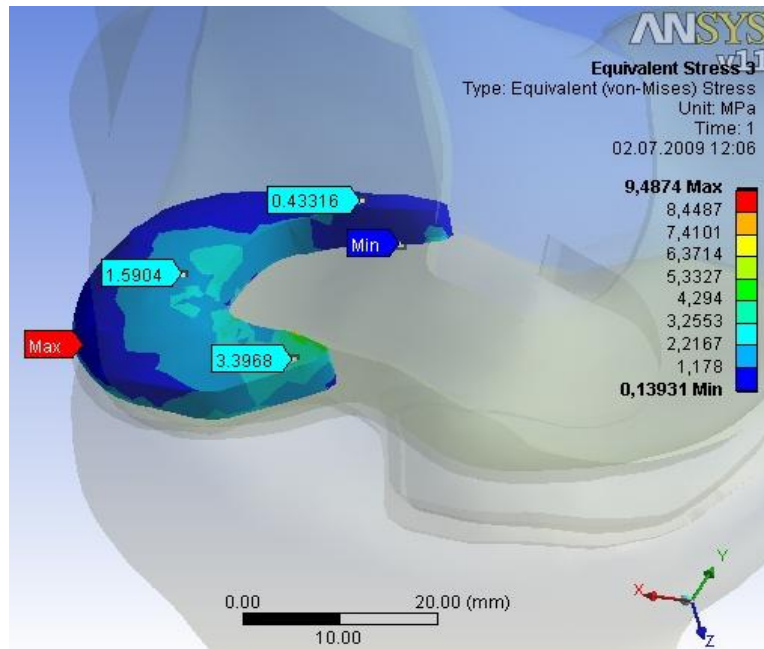 ANSYS
v11
Equivalent Stress 3
Type: Equivalent (von-Mises) Stress
Unit: MPa
Time: 1
02.07.2009 12:06
9,4874 Max
8,4487
7,4101
6,3714
5,3327
4,294
3,2553
2,2167
1,178
0,13931 Min
0.43316
Min
1.5904
Max
3.3968
0.00
20.00 (mm)
10.00
X
Y
Z